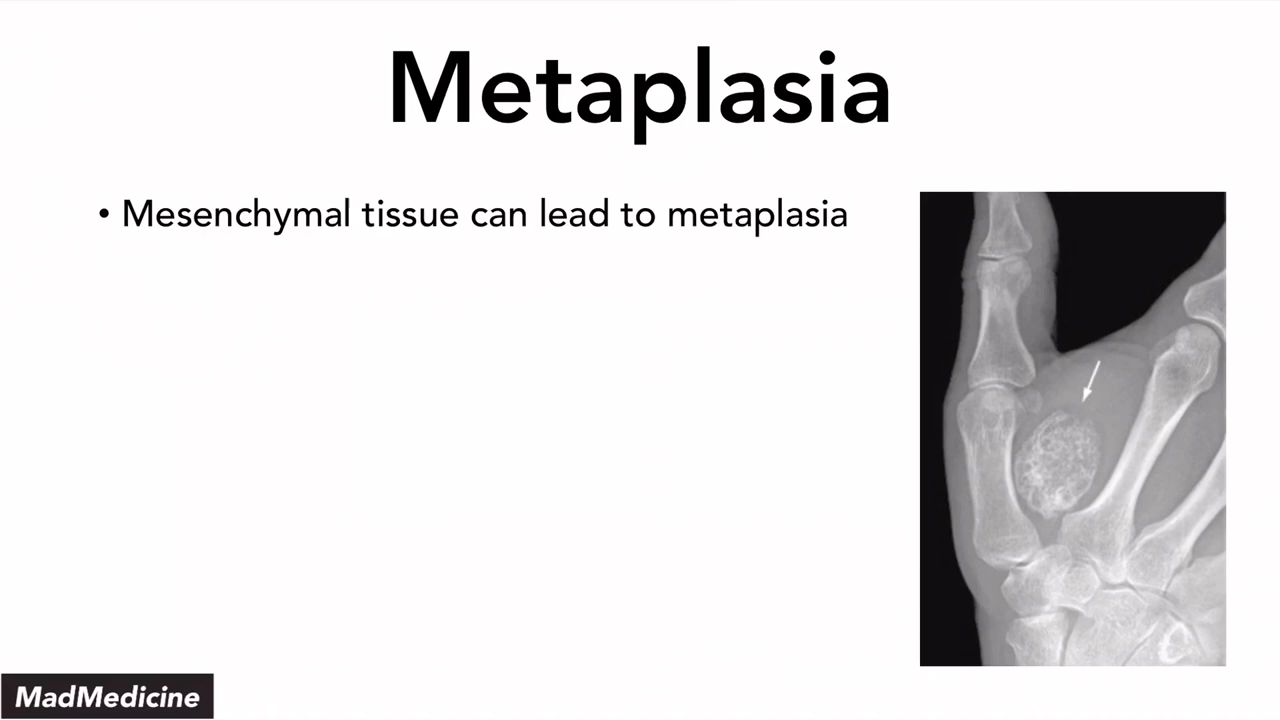 Metaplasia
• Mesenchymal tissue can lead to metaplasia
MadMedicine